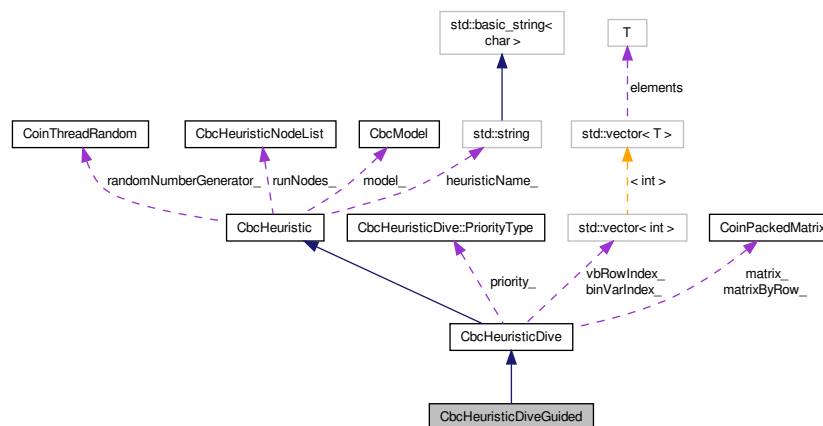 std::basic_string<
char >
T
elements
CoinThreadRandom
CbcHeuristicNodeList
CbcModel
std::string
std::vector< T >
randomNumberGenerator_
runNodes_
model_
heuristicName_
< int >
CbcHeuristic
CbcHeuristicDive::PriorityType
std::vector< int >
CoinPackedMatrix
priority_
vbRowIndex_
binVarIndex_
matrix_
matrixByRow_
CbcHeuristicDive
CbcHeuristicDiveGuided